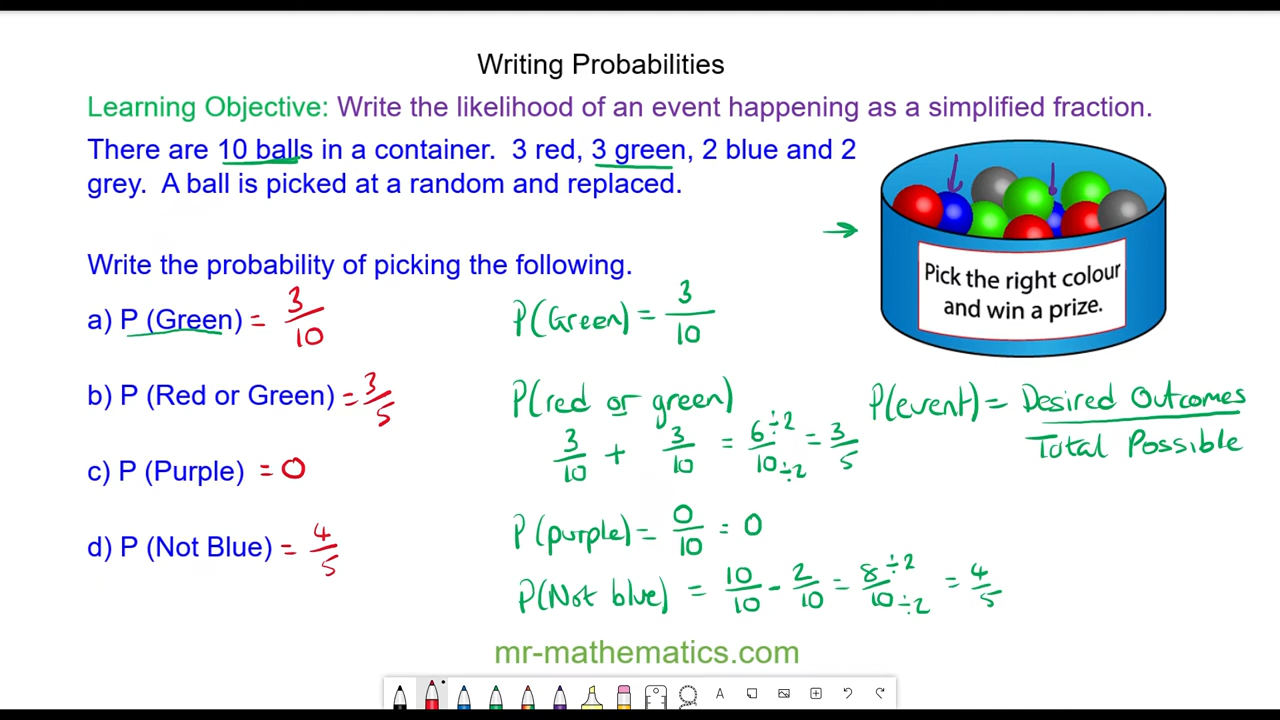 Writing Probabilities
Learning Objective: Write the likelihood of an event happening as a simplified fraction.
There are 10 balls in a container. 3 red, 3 green, 2 blue and 2
grey. A ball is picked at a random and replaced.
Pick the right colour
and win a prize.
Write the probability of picking the following.
a) P (Green) = 3/10
P(Green) = 3/10
b) P (Red or Green) = 3/5
P(red or green)
3/10 + 3/10 = 6÷2/10÷2 = 3/5
P(event) = Desired Outcomes
Total Possible
c) P (Purple) = 0
P(purple) = 0/10 = 0
d) P (Not Blue) = 4/5
P(Not blue) = 10/10 - 2/10 = 8÷2/10÷2 = 4/5
mr-mathematics.com
A